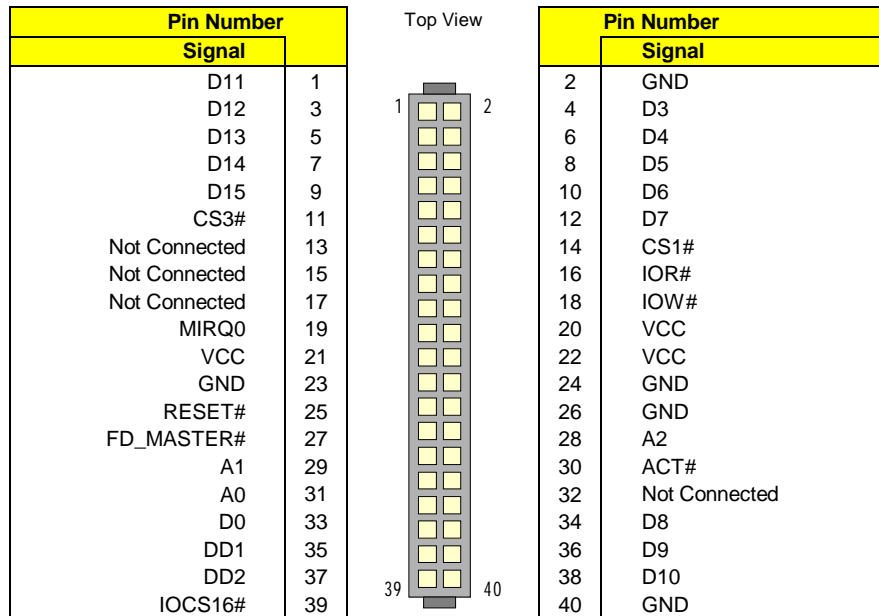 Pin Number Top View Pin Number
Signal Signal
D11 1 2 GND
D12 3 1 2 4 D3
D13 5 6 D4
D14 7 8 D5
D15 9 10 D6
CS3# 11 12 D7
Not Connected 13 14 CS1#
Not Connected 15 16 IOR#
Not Connected 17 18 IOW#
MIRQ0 19 20 VCC
VCC 21 22 VCC
GND 23 24 GND
RESET# 25 26 GND
FD_MASTER# 27 28 A2
A1 29 30 ACT#
A0 31 32 Not Connected
D0 33 34 D8
DD1 35 36 D9
DD2 37 39 40 38 D10
IOCS16# 39 40 GND